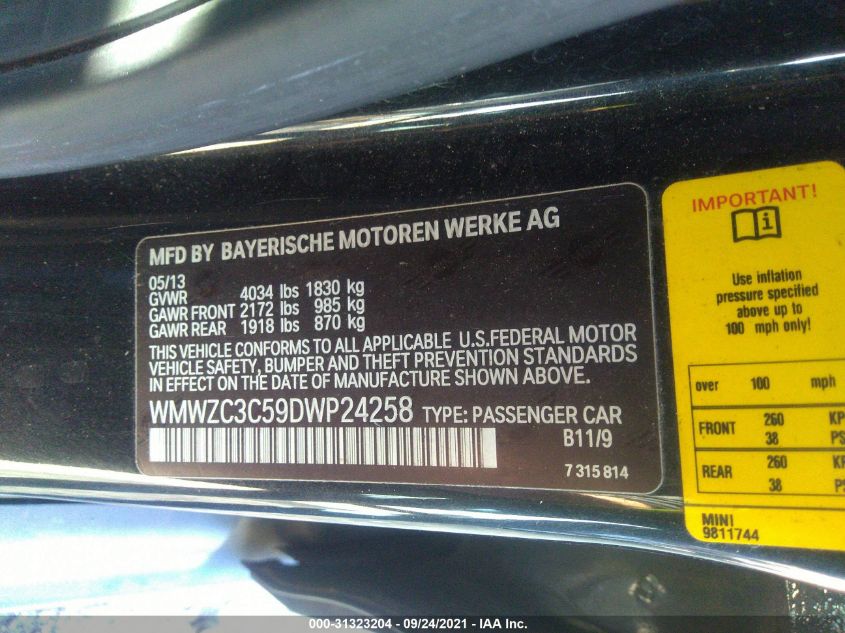 MFD BY BAYERISCHE MOTOREN WERKE AG
05/13
GVWR 4034 lbs 1830 kg
GAWR FRONT 2172 lbs 985 kg
GAWR REAR 1918 lbs 870 kg
THIS VEHICLE CONFORMS TO ALL APPLICABLE U.S.FEDERAL MOTOR
VEHICLE SAFETY, BUMPER AND THEFT PREVENTION STANDARDS
IN EFFECT ON THE DATE OF MANUFACTURE SHOWN ABOVE.
WMWZC3C59DWP24258 TYPE: PASSENGER CAR
B11/9
7 315 814
IMPORTANT!
i
Use inflation
pressure specified
above up to
100 mph only!
over 100 mph
FRONT 260 KP
38 PS
REAR 260 KP
38 PS
MINI
9811744
000-31323204 - 09/24/2021 - IAA Inc.